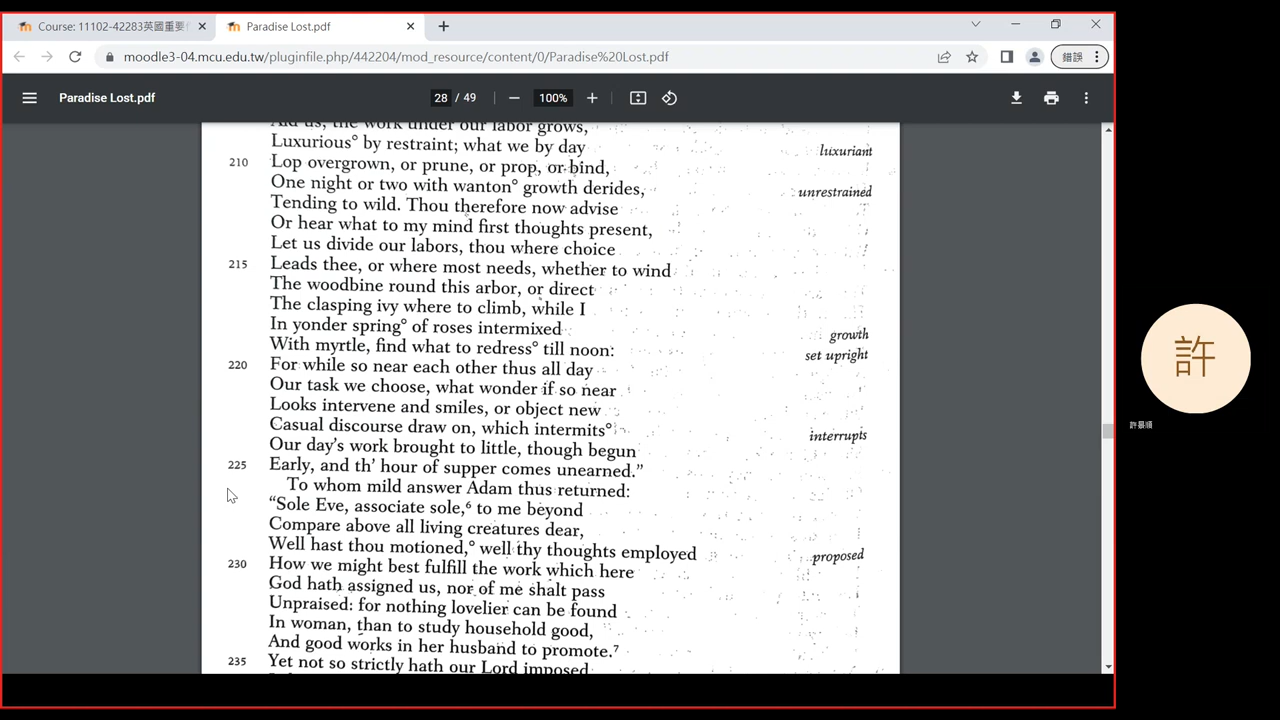 Course: 11102-42283英國重要
Paradise Lost.pdf
moodle3-04.mcu.edu.tw/pluginfile.php/442204/mod_resource/content/0/Paradise%20Lost.pdf
錯誤
Paradise Lost.pdf
28 / 49
100%
Aid us, the work under our labor grows,
Luxurious° by restraint; what we by day luxuriant
210 Lop overgrown, or prune, or prop, or bind,
One night or two with wanton° growth derides, unrestrained
Tending to wild. Thou therefore now advise
Or hear what to my mind first thoughts present,
Let us divide our labors, thou where choice
215 Leads thee, or where most needs, whether to wind
The woodbine round this arbor, or direct
The clasping ivy where to climb, while I
In yonder spring° of roses intermixed growth
With myrtle, find what to redress° till noon: set upright
220 For while so near each other thus all day
Our task we choose, what wonder if so near
Looks intervene and smiles, or object new
Casual discourse draw on, which intermits° interrupts
Our day's work brought to little, though begun
225 Early, and th' hour of supper comes unearned.”
To whom mild answer Adam thus returned:
“Sole Eve, associate sole,⁶ to me beyond
Compare above all living creatures dear,
Well hast thou motioned,° well thy thoughts employed proposed
230 How we might best fulfill the work which here
God hath assigned us, nor of me shalt pass
Unpraised: for nothing lovelier can be found
In woman, than to study household good,
And good works in her husband to promote.⁷
235 Yet not so strictly hath our Lord imposed
許
許景順